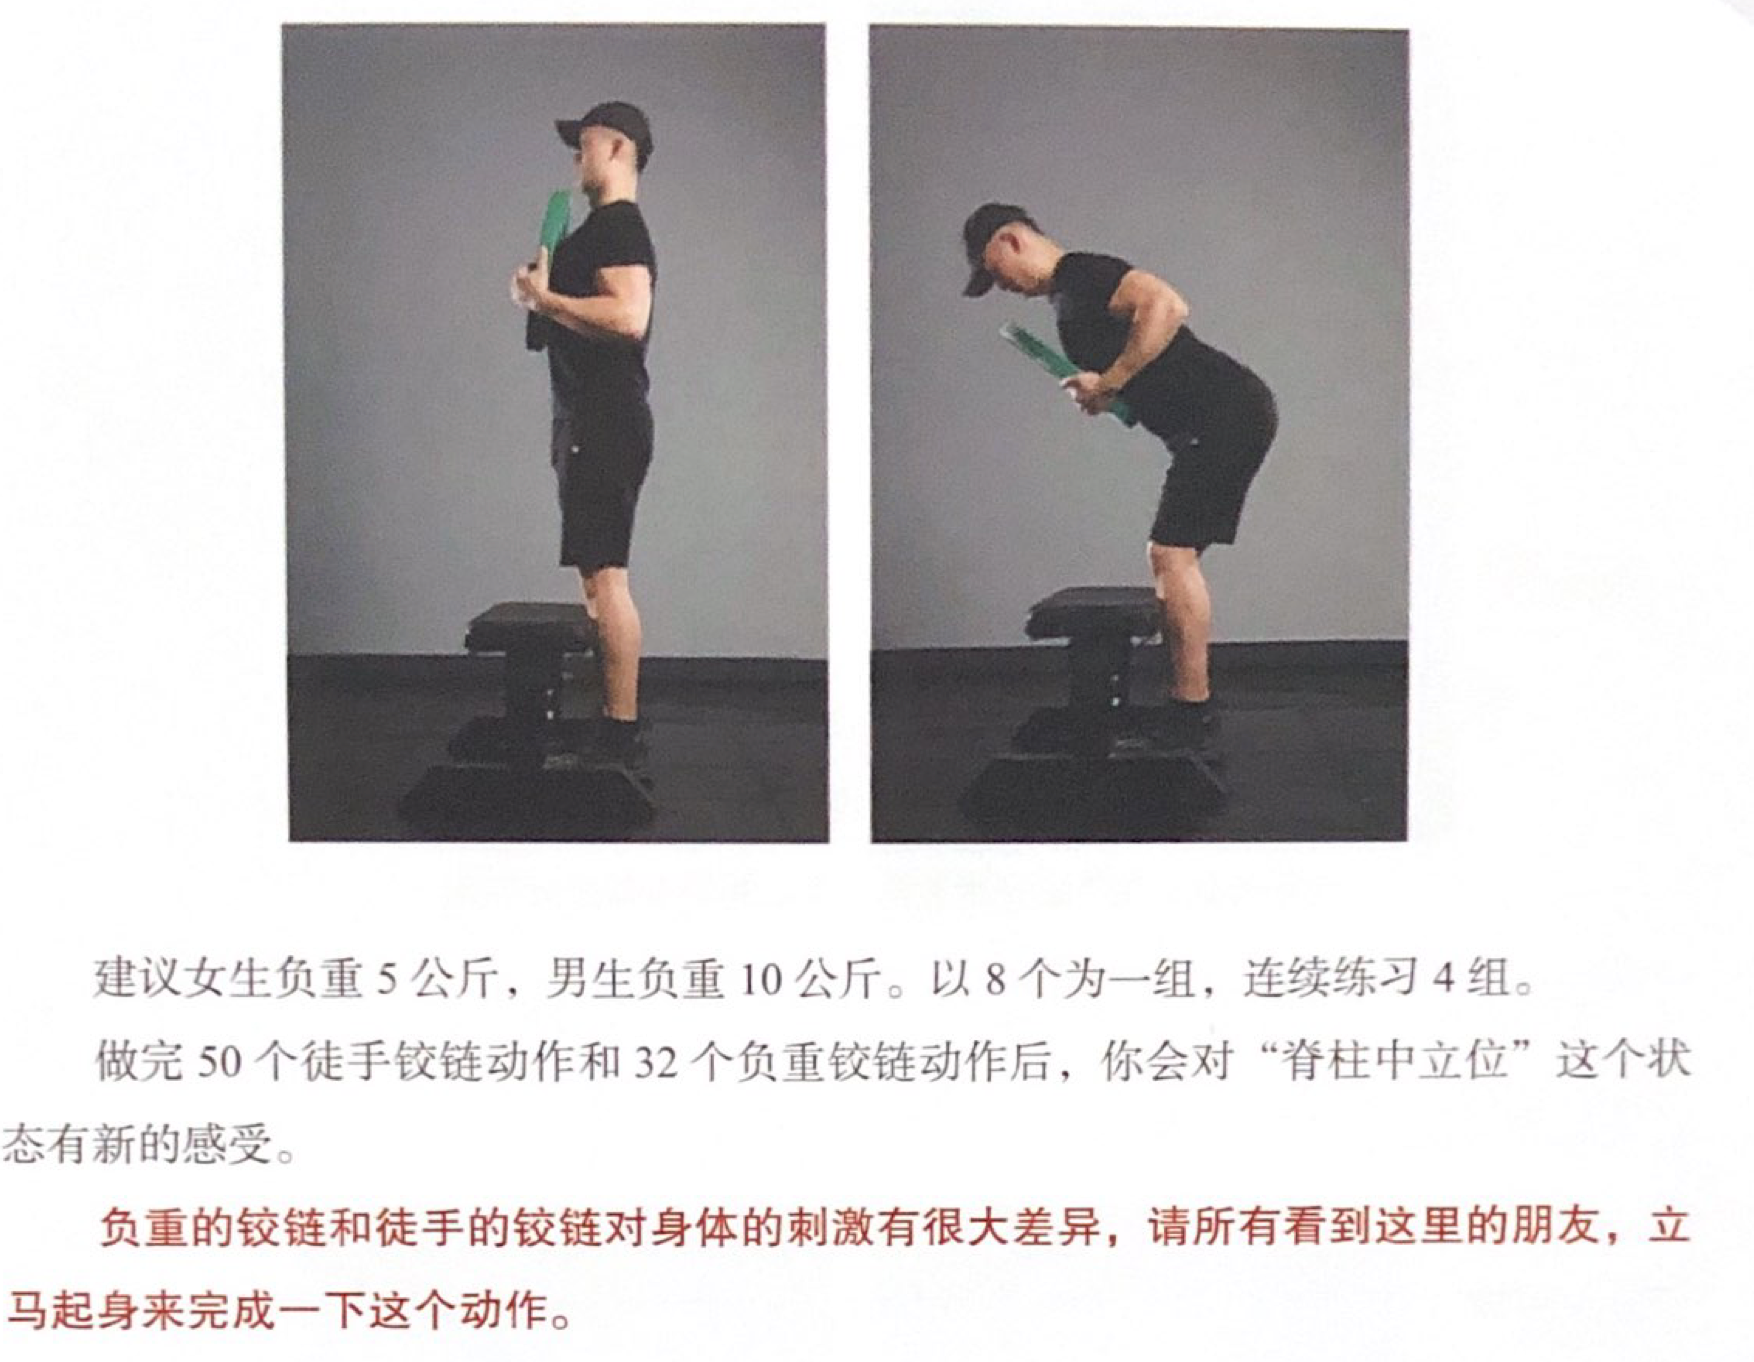 建议女生负重 5 公斤，男生负重 10 公斤。以 8 个为一组，连续练习 4 组。
做完 50 个徒手铰链动作和 32 个负重铰链动作后，你会对“脊柱中立位”这个状
态有新的感受。
负重的铰链和徒手的铰链对身体的刺激有很大差异，请所有看到这里的朋友，立
马起身来完成一下这个动作。